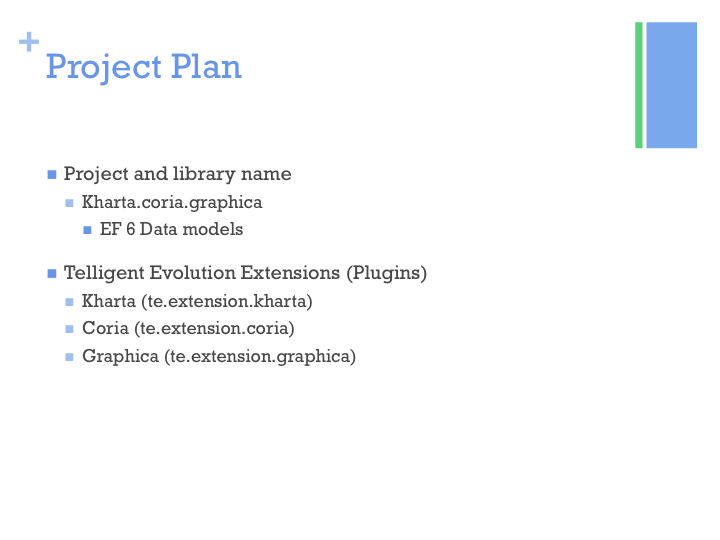 +
Project Plan
Project and library name
Kharta.coria.graphica
EF 6 Data models
Telligent Evolution Extensions (Plugins)
Kharta (te.extension.kharta)
Coria (te.extension.coria)
Graphica (te.extension.graphica)